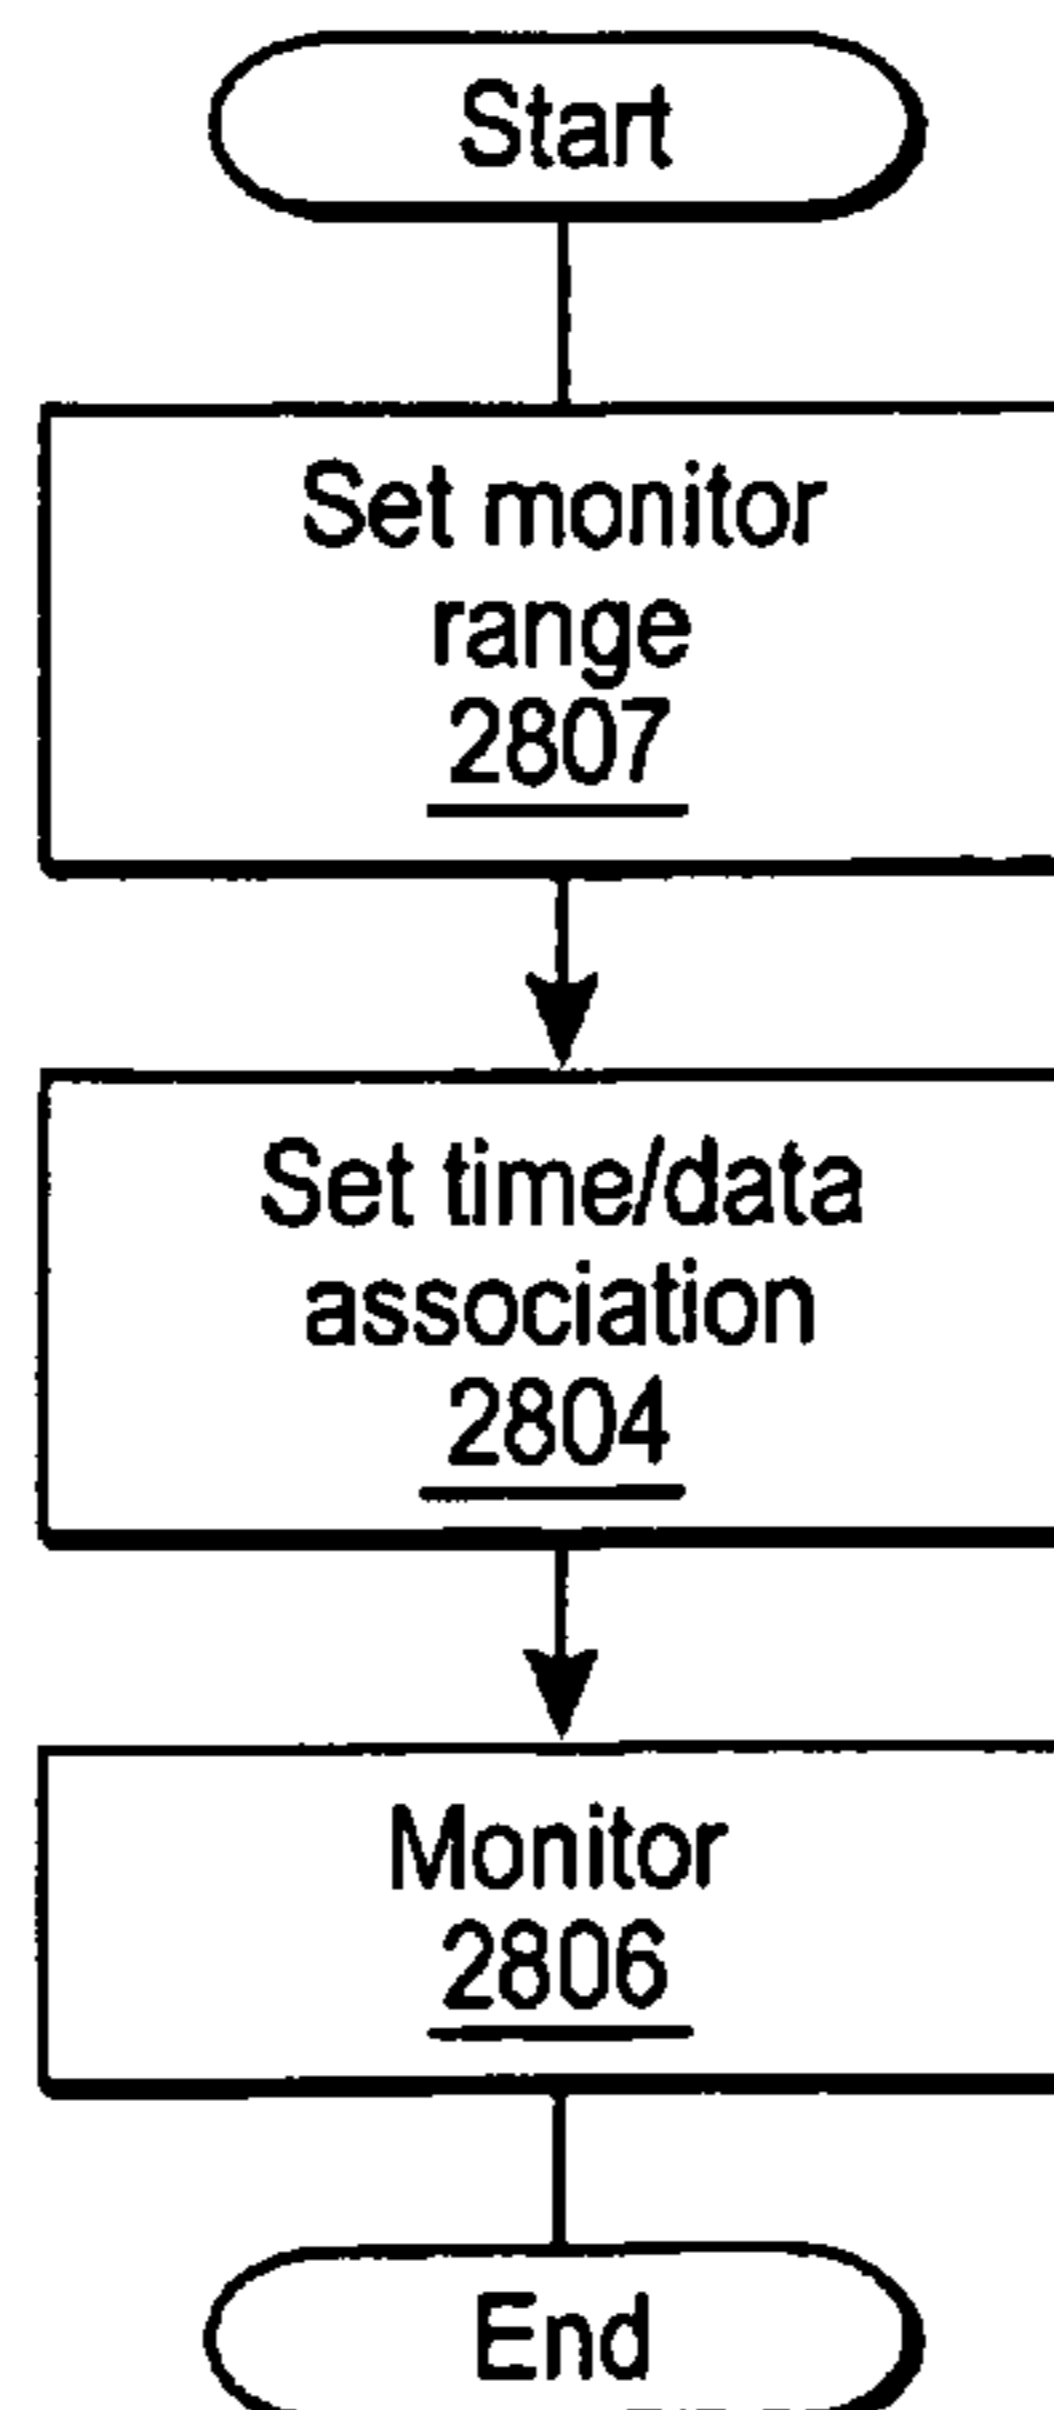 Start
Set monitor
range
2807
Set time/data
association
2804
Monitor
2806
End